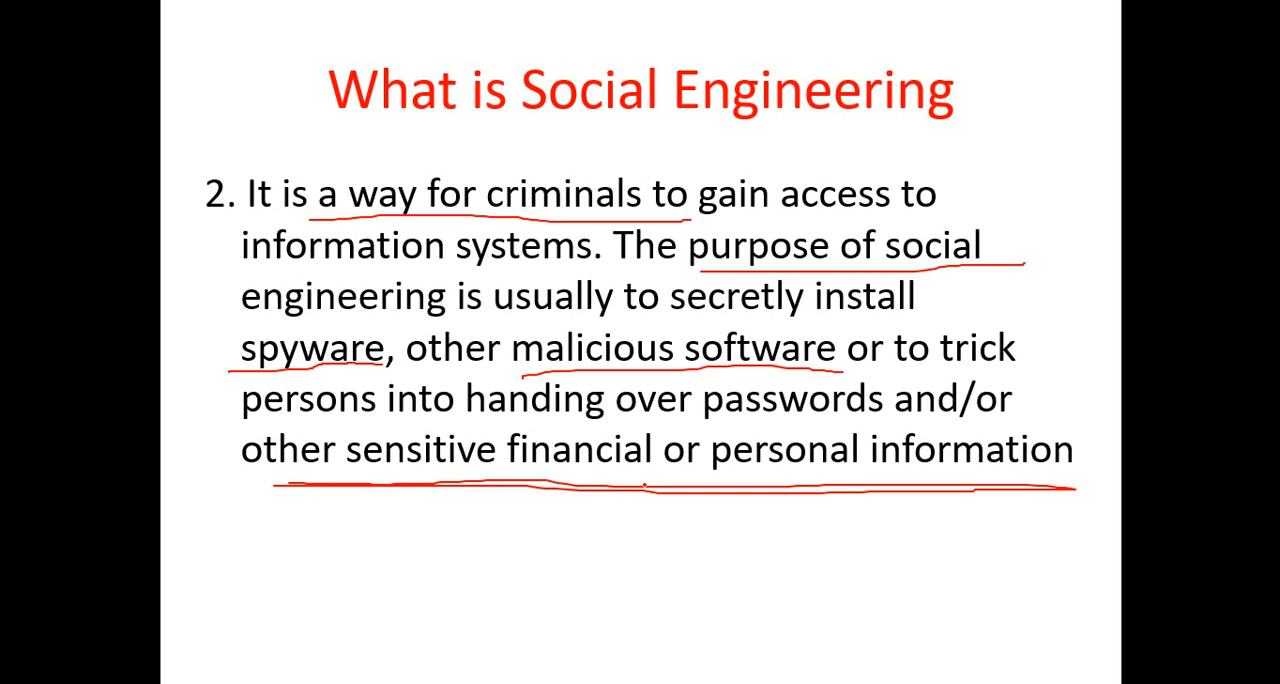 What is Social Engineering
2. It is a way for criminals to gain access to
information systems. The purpose of social
engineering is usually to secretly install
spyware, other malicious software or to trick
persons into handing over passwords and/or
other sensitive financial or personal information